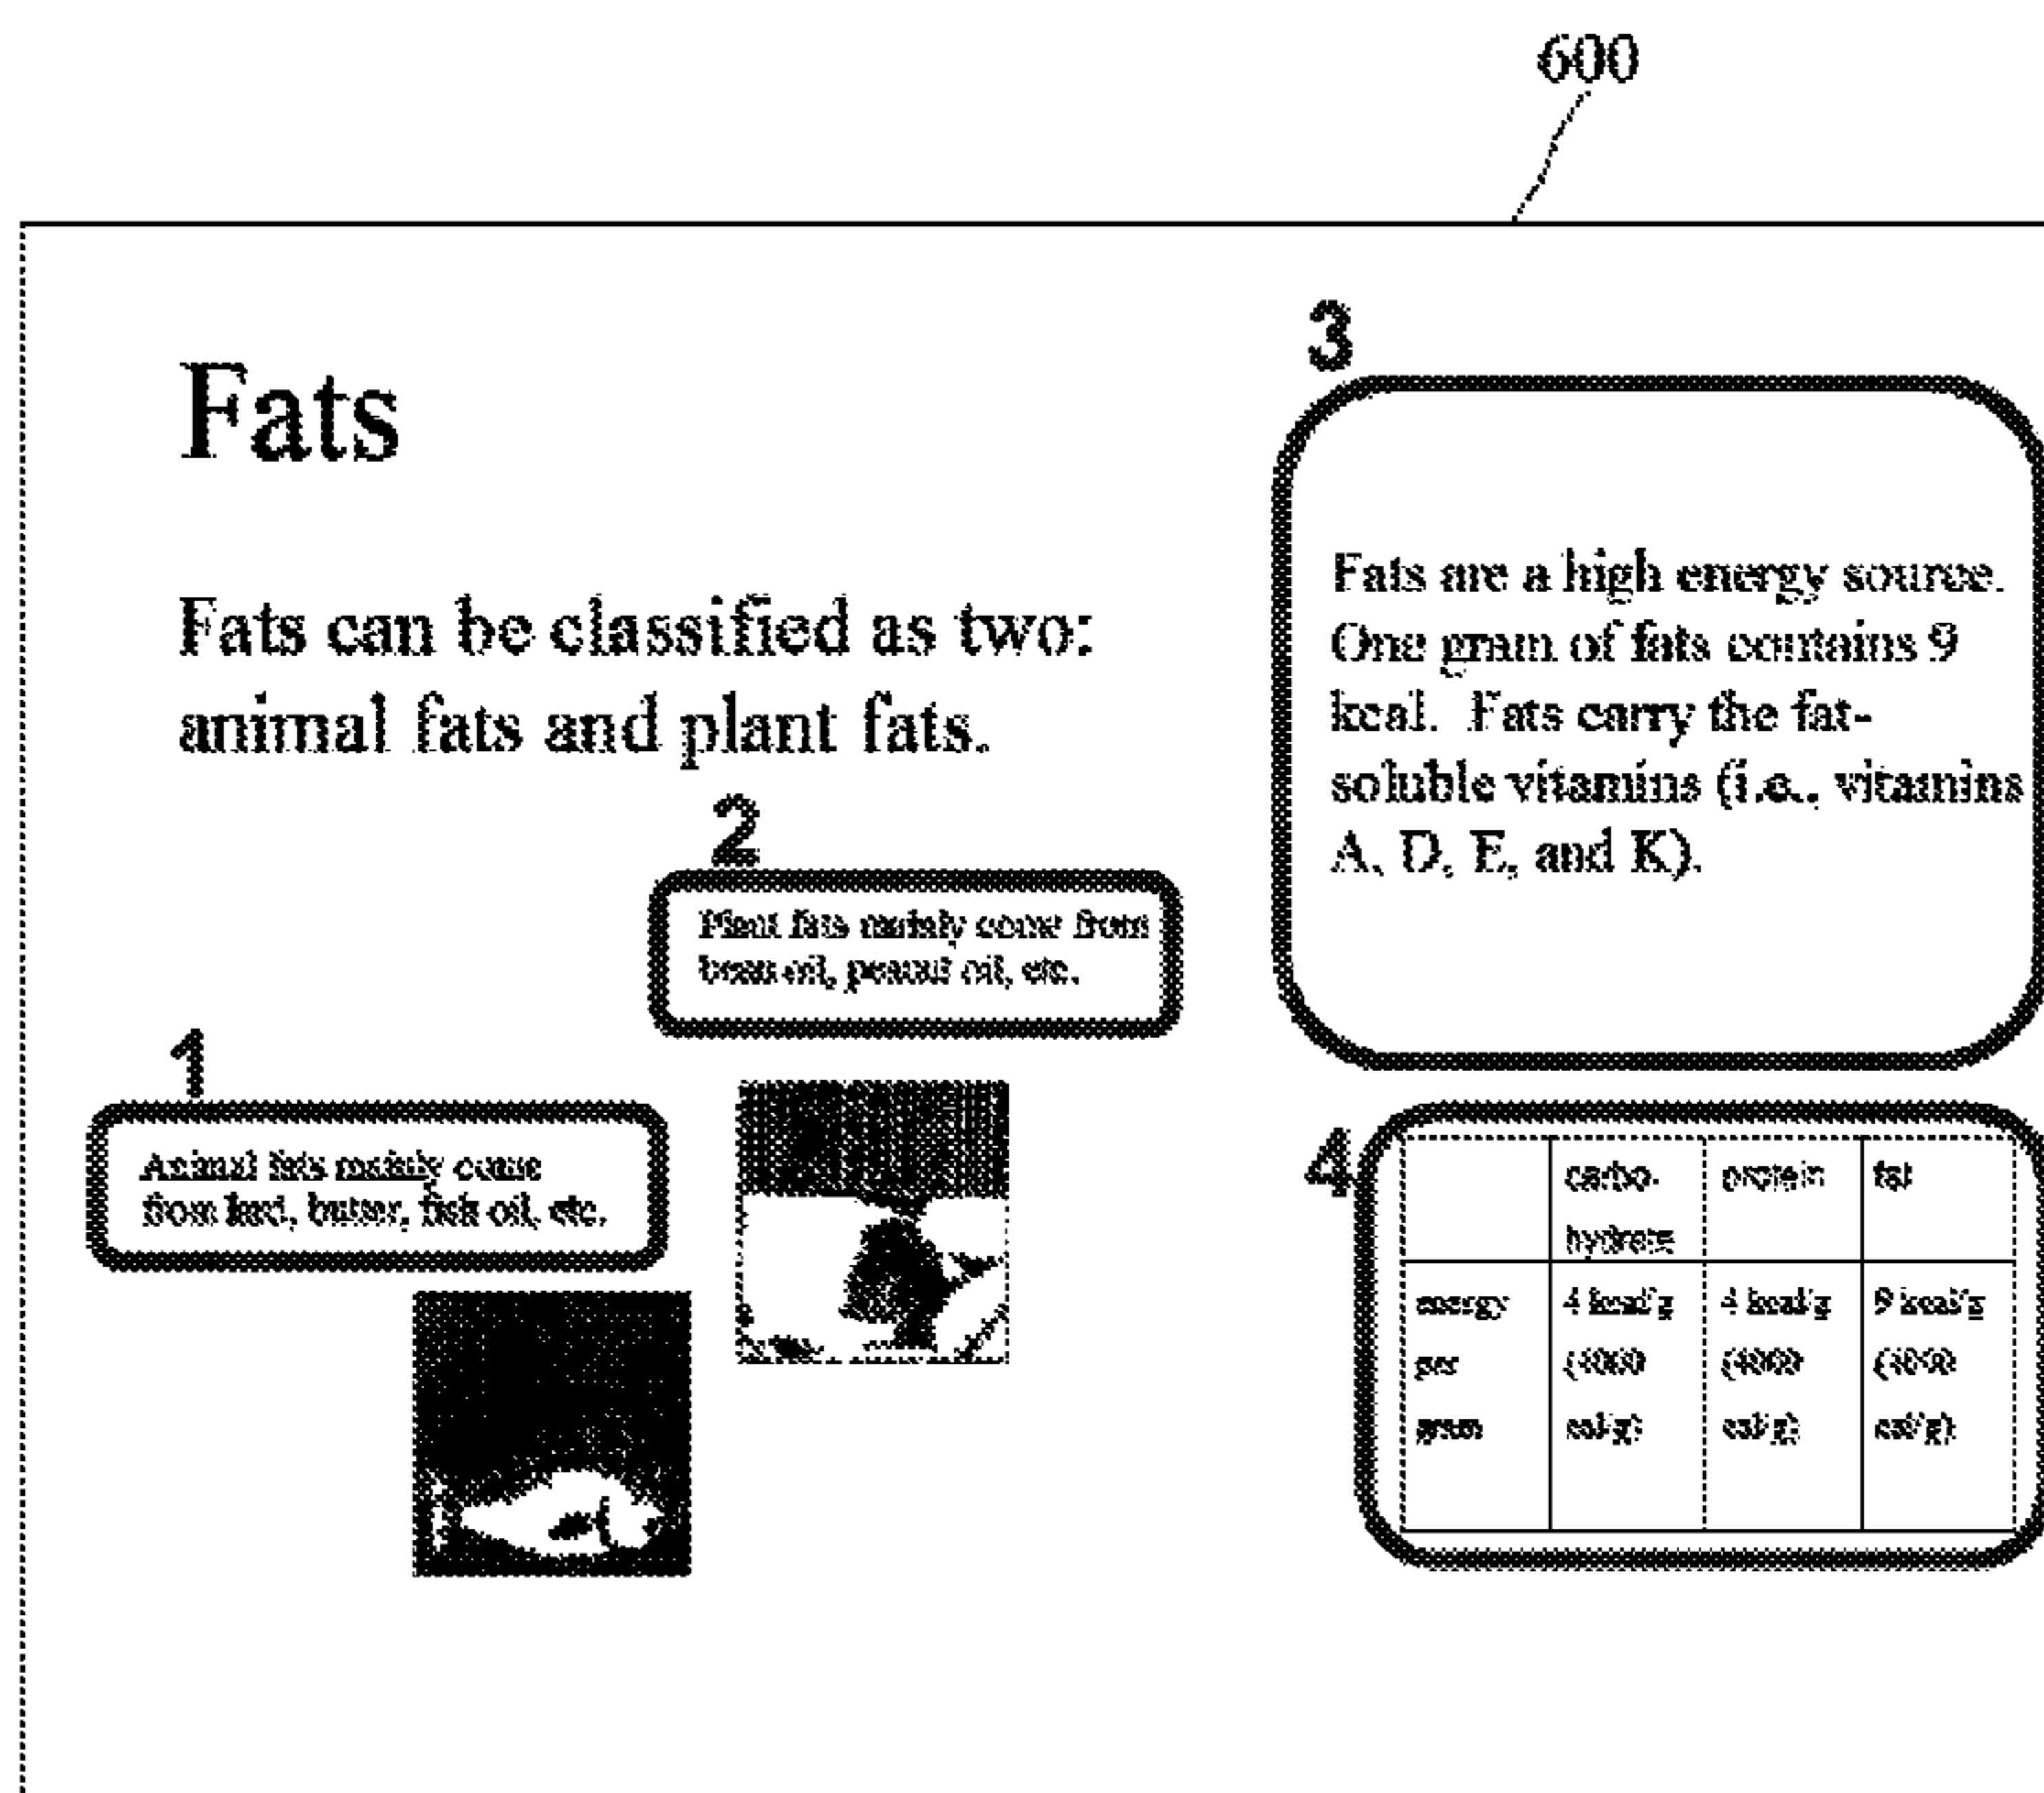 600
Fats
Fats can be classified as two:
animal fats and plant fats.
1
Animal fats mainly come
from lard, butter, fish oil, etc.
2
Plant fats mainly come from
bean oil, peanut oil, etc.
3
Fats are a high energy source.
One gram of fats contains 9
kcal. Fats carry the fat-
soluble vitamins (i.e., vitamins
A, D, E, and K).
4
carbo- protein fat
hydrate
energy 4 kcal/g 4 kcal/g 9 kcal/g
per (4000 (4000
gram cal/g) cal/g) cal/g)